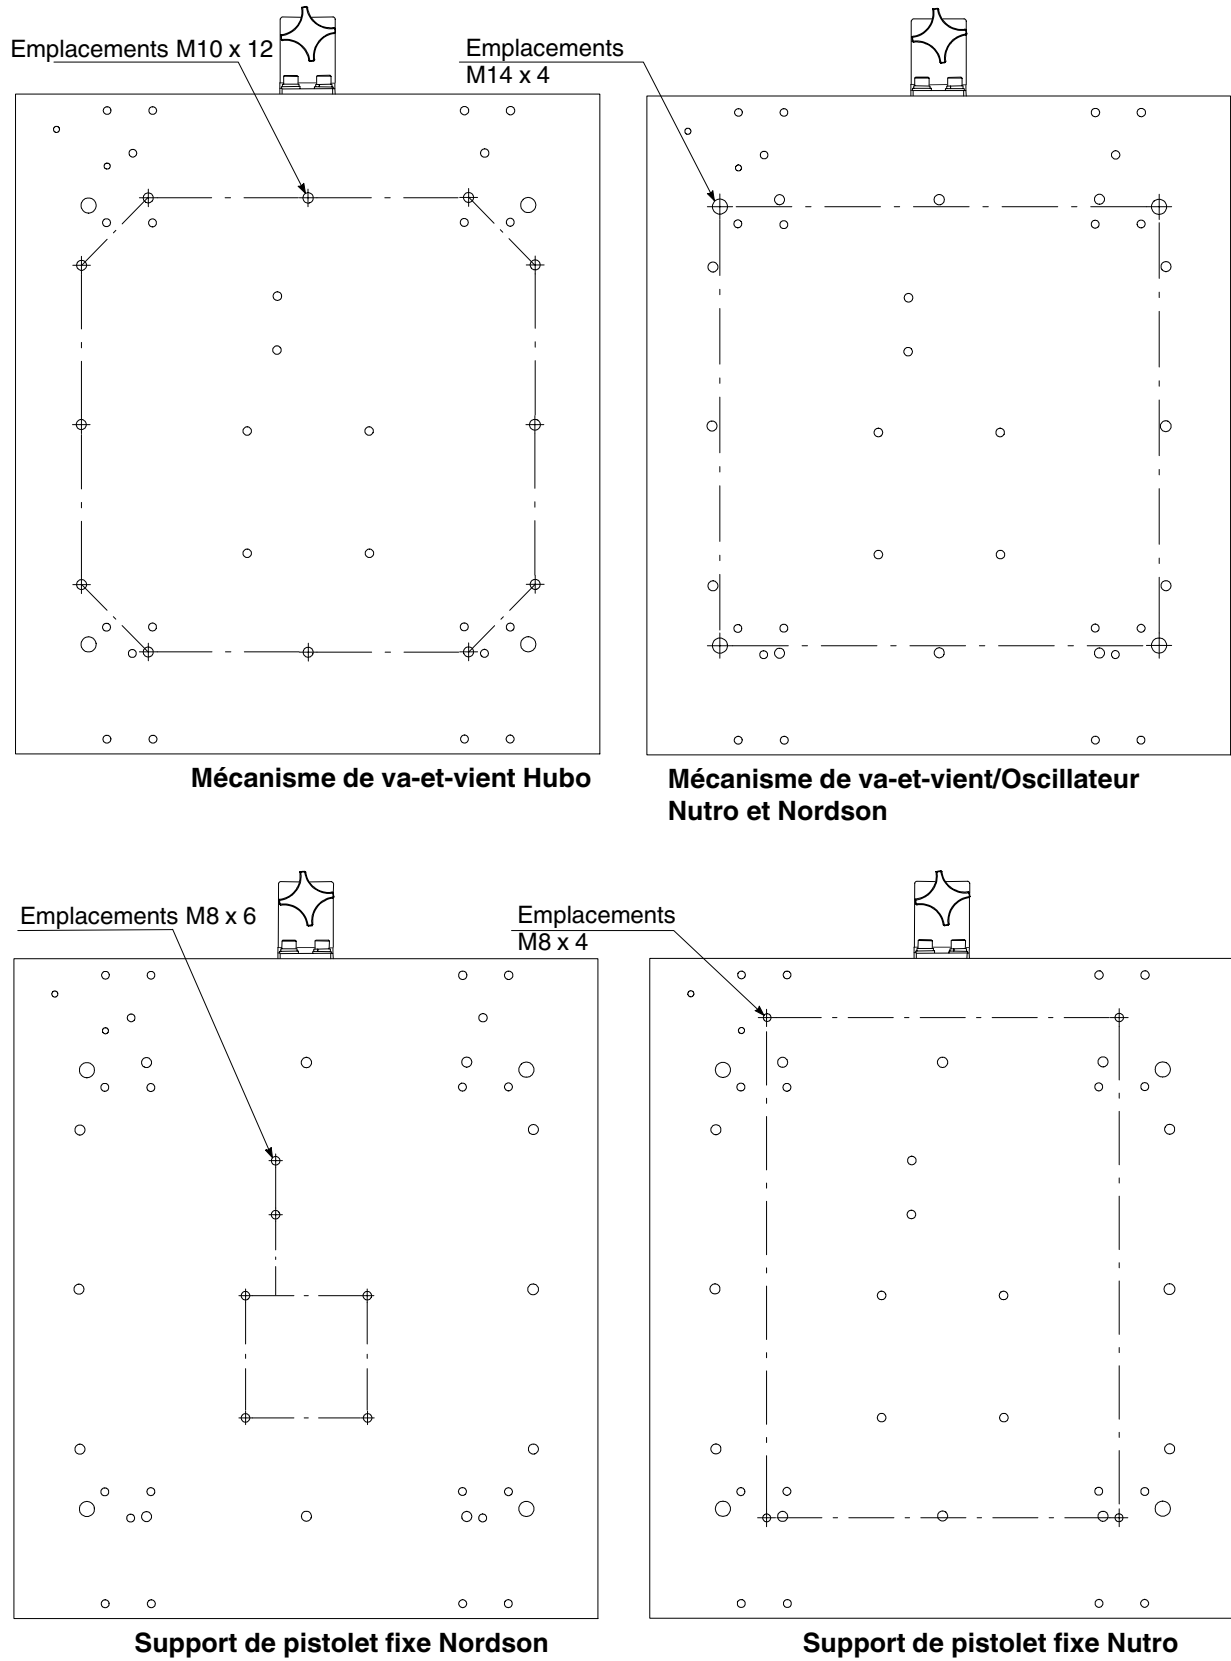 Emplacements M10 x 12
Emplacements
M14 x 4
Mécanisme de va-et-vient Hubo
Mécanisme de va-et-vient/Oscillateur
Nutro et Nordson
Emplacements M8 x 6
Emplacements
M8 x 4
Support de pistolet fixe Nordson
Support de pistolet fixe Nutro